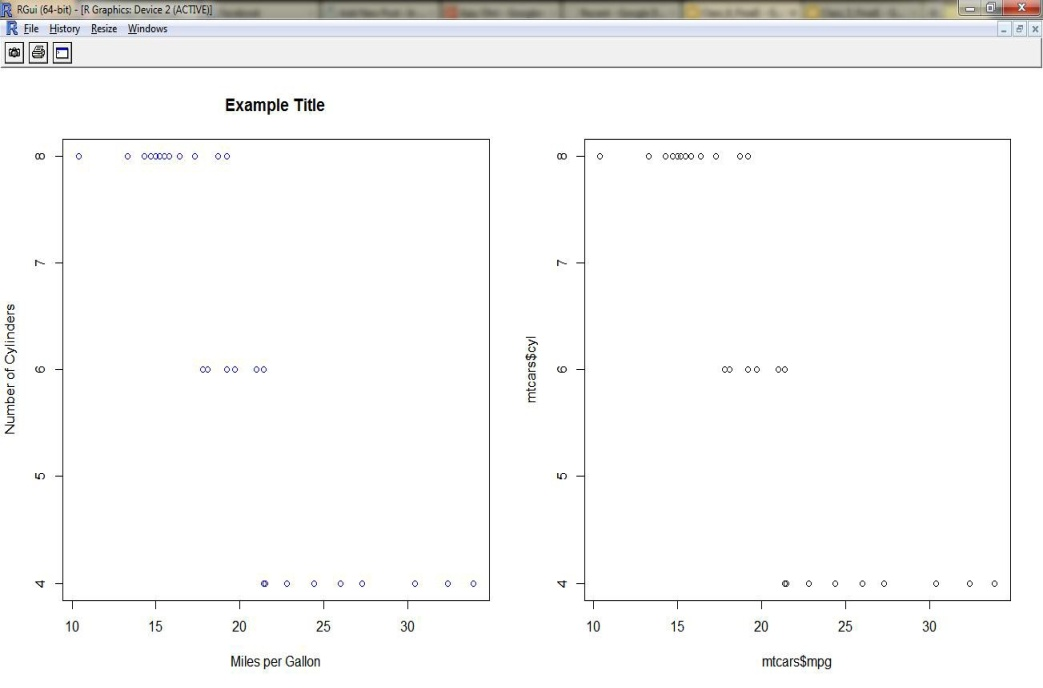 RGui (64-bit) - [R Graphics: Device 2 (ACTIVE)]
File History Resize Windows
Example Title
Number of Cylinders
8
7
6
5
4
10 15 20 25 30
Miles per Gallon
mtcars$cyl
8
7
6
5
4
10 15 20 25 30
mtcars$mpg